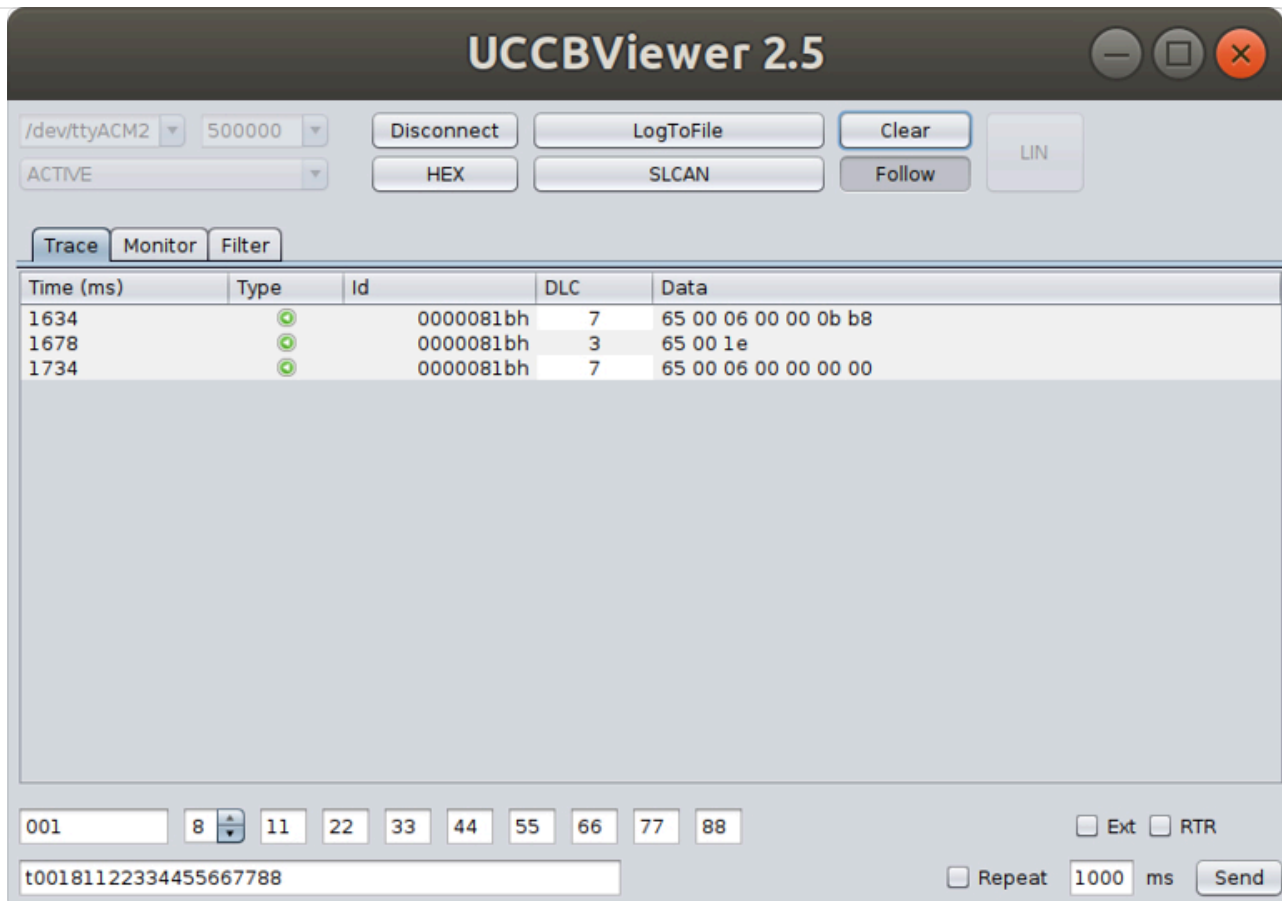 UCCBViewer 2.5
/dev/ttyACM2 500000 Disconnect LogToFile Clear LIN
ACTIVE HEX SLCAN Follow
Trace Monitor Filter
Time (ms) Type Id DLC Data
1634 0000081bh 7 65 00 06 00 00 0b b8
1678 0000081bh 3 65 00 1e
1734 0000081bh 7 65 00 06 00 00 00 00
001 8 11 22 33 44 55 66 77 88 Ext RTR
t00181122334455667788 Repeat 1000 ms Send